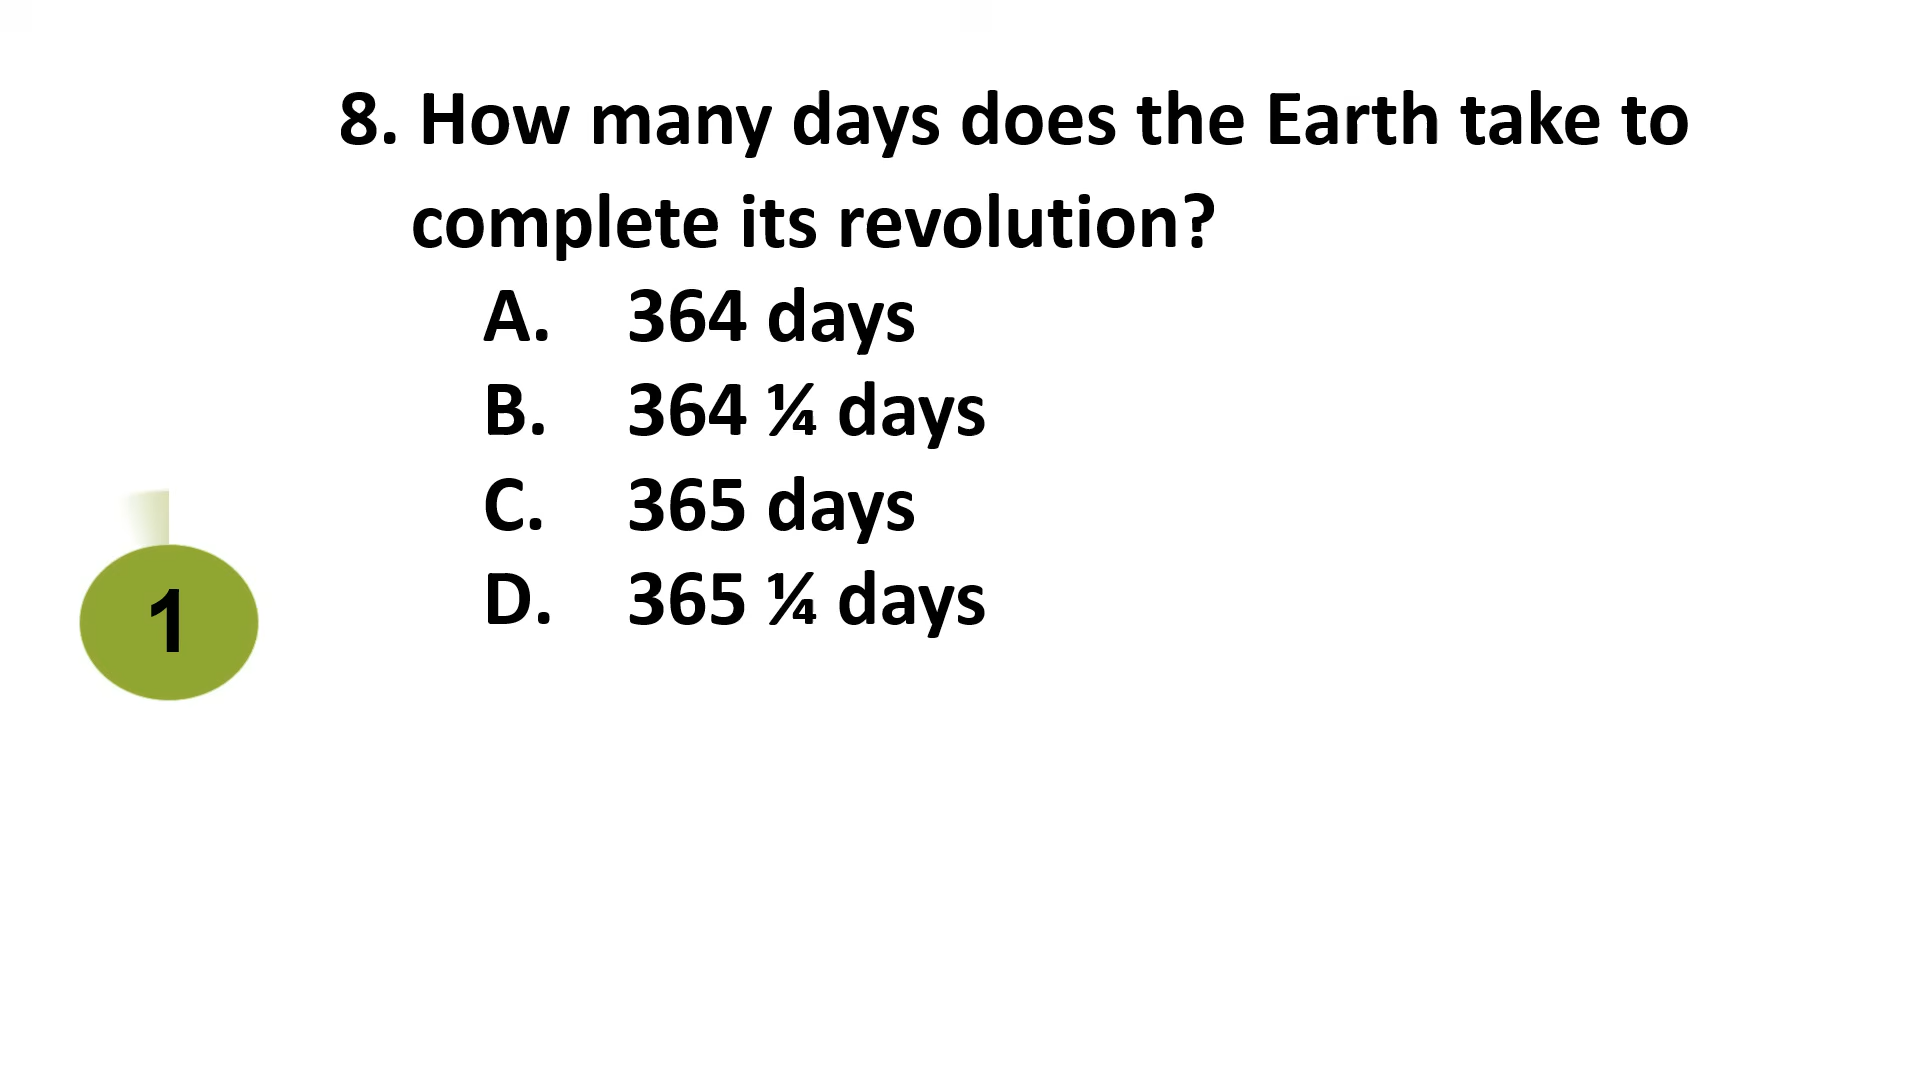 8. How many days does the Earth take to
complete its revolution?
A. 364 days
B. 364 ¼ days
C. 365 days
D. 365 ¼ days
1